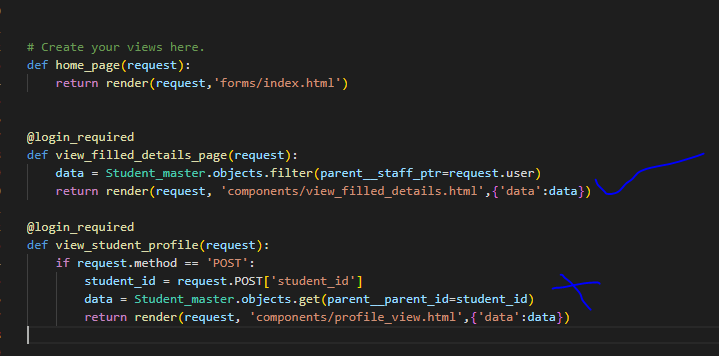 # Create your views here.
def home_page(request):
return render(request,'forms/index.html')
@login_required
def view_filled_details_page(request):
data = Student_master.objects.filter(parent__staff_ptr=request.user)
return render(request, 'components/view_filled_details.html',{'data':data})
@login_required
def view_student_profile(request):
if request.method == 'POST':
student_id = request.POST['student_id']
data = Student_master.objects.get(parent__parent_id=student_id)
return render(request, 'components/profile_view.html',{'data':data})